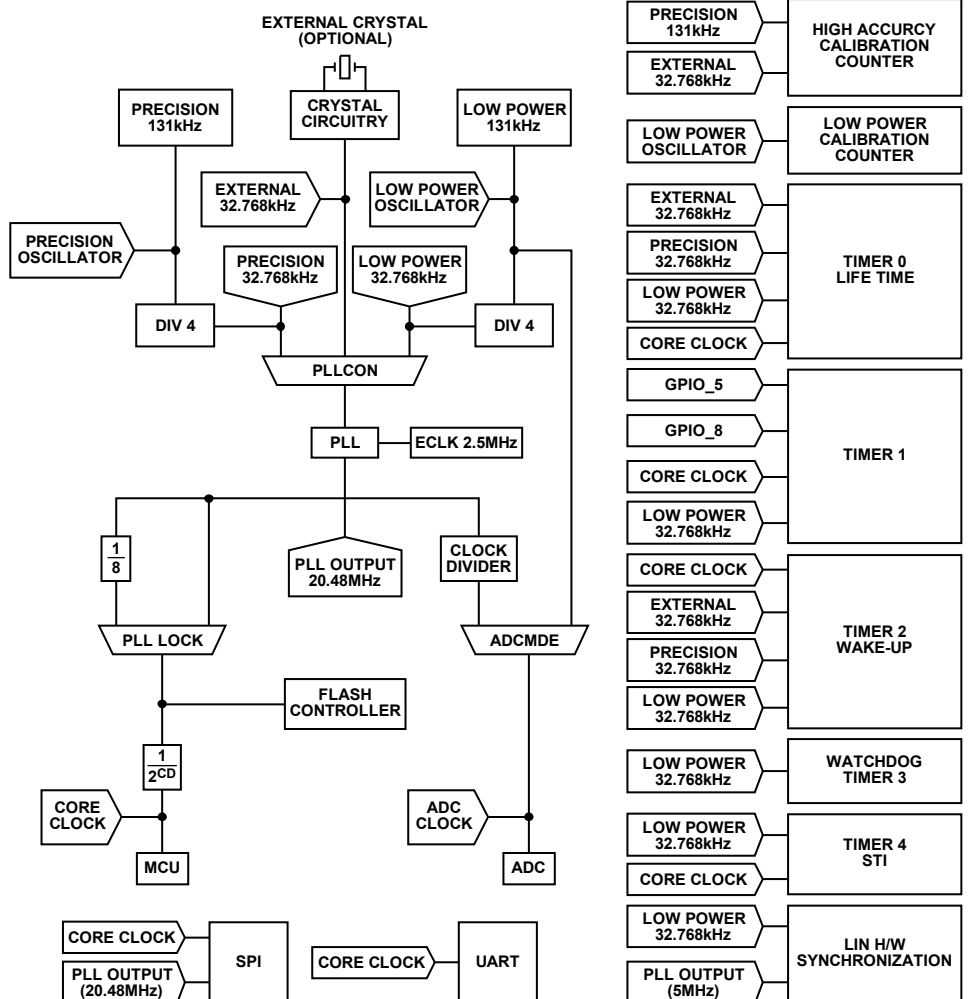 EXTERNAL CRYSTAL
(OPTIONAL)
PRECISION
131kHz
CRYSTAL
CIRCUITRY
LOW POWER
131kHz
EXTERNAL
32.768kHz
LOW POWER
OSCILLATOR
PRECISION
OSCILLATOR
PRECISION
32.768kHz
LOW POWER
32.768kHz
DIV 4
DIV 4
PLLCON
PLL
ECLK 2.5MHz
1
8
PLL OUTPUT
20.48MHz
CLOCK
DIVIDER
PLL LOCK
ADCMDE
FLASH
CONTROLLER
1
2CD
CORE
CLOCK
ADC
CLOCK
MCU
ADC
CORE CLOCK
PLL OUTPUT
(20.48MHz)
SPI
CORE CLOCK
UART
PRECISION
131kHz
EXTERNAL
32.768kHz
HIGH ACCURCY
CALIBRATION
COUNTER
LOW POWER
OSCILLATOR
LOW POWER
CALIBRATION
COUNTER
EXTERNAL
32.768kHz
PRECISION
32.768kHz
LOW POWER
32.768kHz
CORE CLOCK
TIMER 0
LIFE TIME
GPIO_5
GPIO_8
CORE CLOCK
LOW POWER
32.768kHz
TIMER 1
CORE CLOCK
EXTERNAL
32.768kHz
PRECISION
32.768kHz
LOW POWER
32.768kHz
TIMER 2
WAKE-UP
LOW POWER
32.768kHz
WATCHDOG
TIMER 3
LOW POWER
32.768kHz
CORE CLOCK
TIMER 4
STI
LOW POWER
32.768kHz
PLL OUTPUT
(5MHz)
LIN H/W
SYNCHRONIZATION